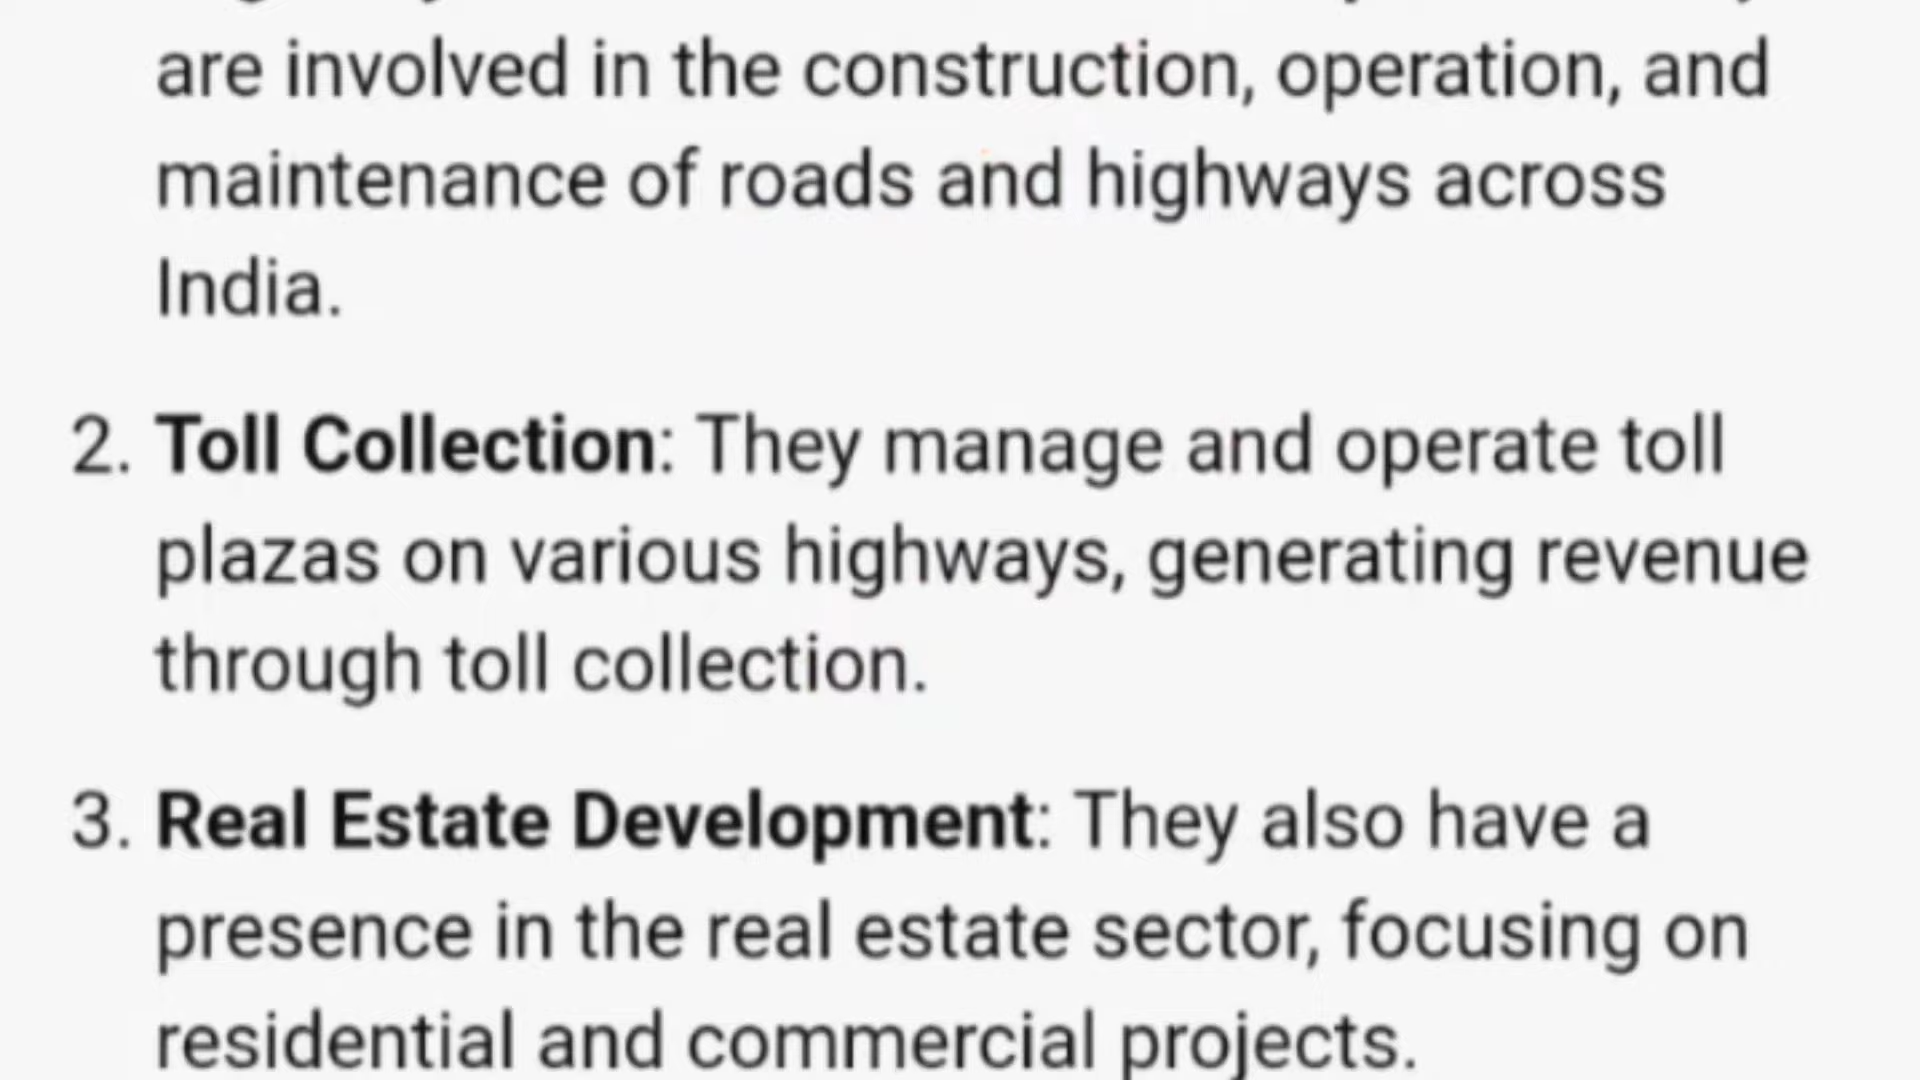 are involved in the construction, operation, and
maintenance of roads and highways across
India.
2. Toll Collection: They manage and operate toll
plazas on various highways, generating revenue
through toll collection.
3. Real Estate Development: They also have a
presence in the real estate sector, focusing on
residential and commercial projects.